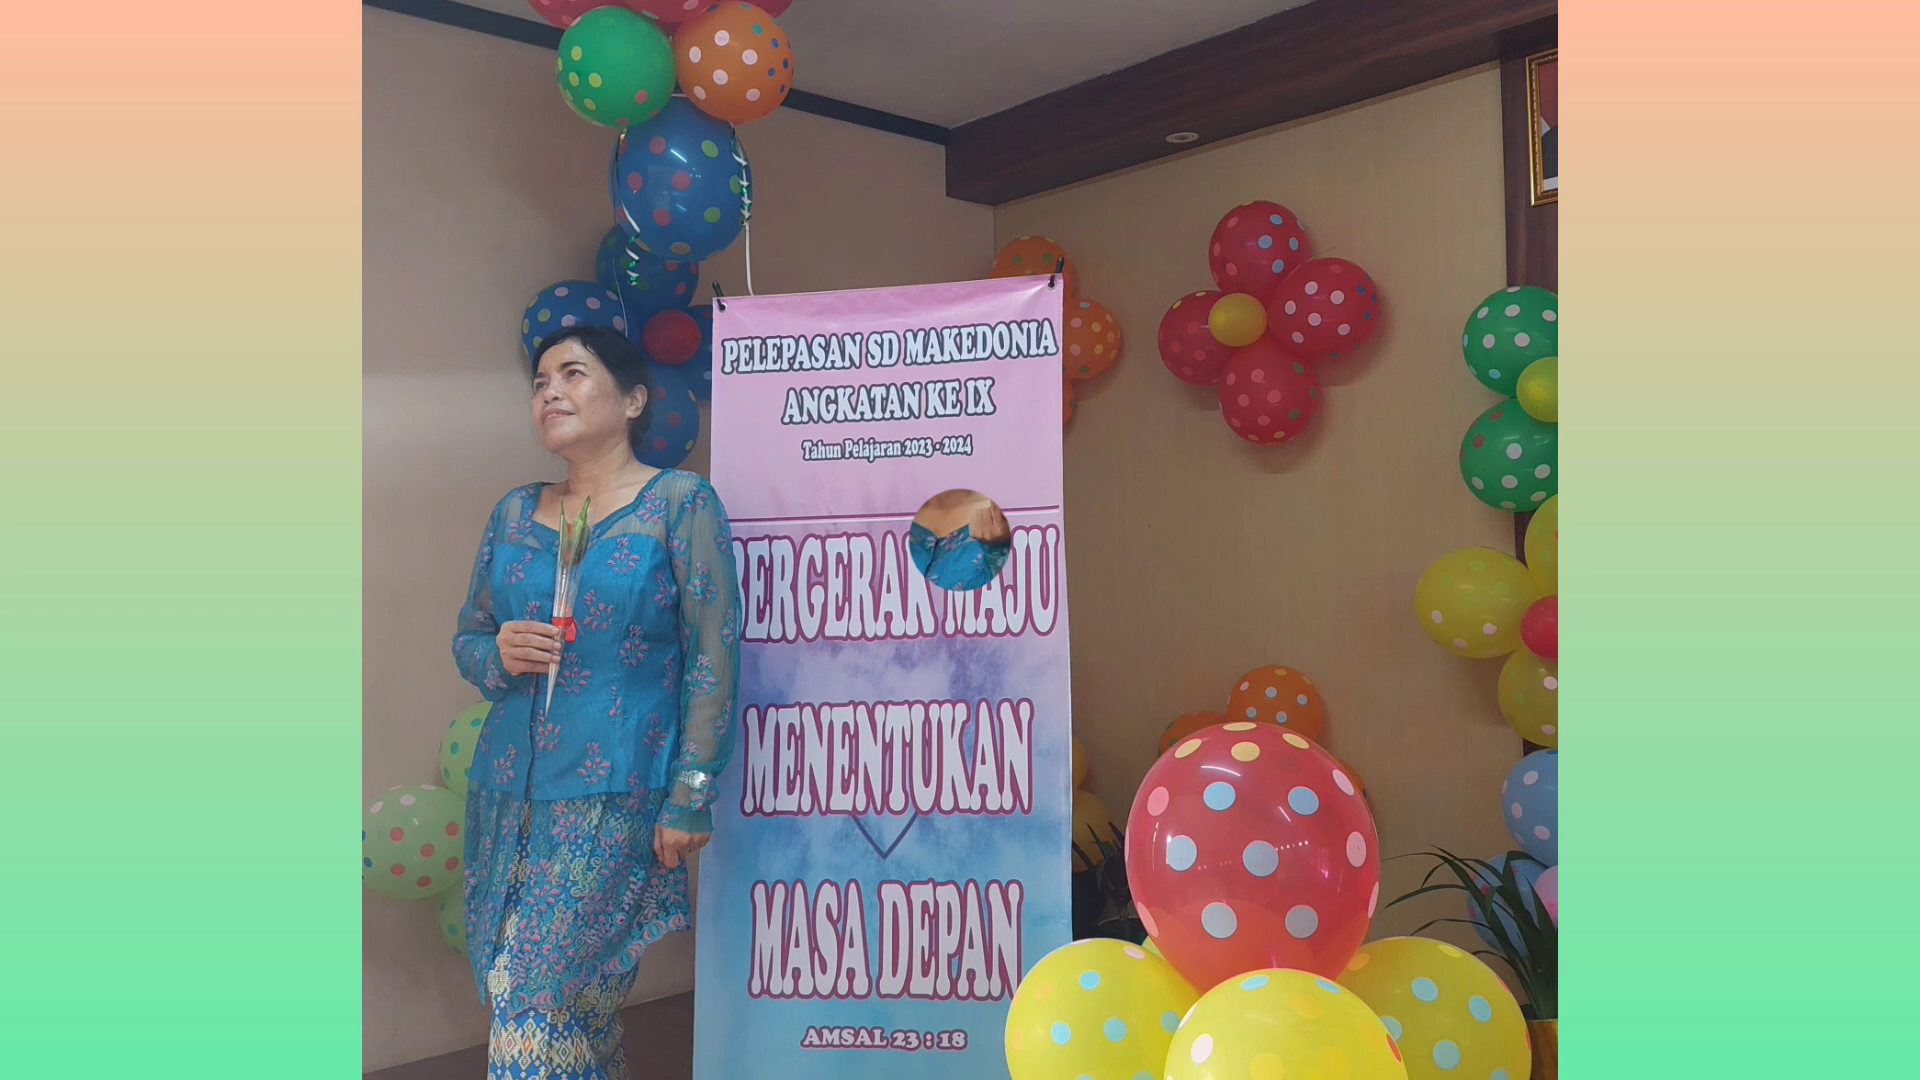 PELEPASAN SD MAKEDONIA
ANGKATAN KE IX
Tahun Pelajaran 2023 - 2024
BERGERAK MAJU
MENENTUKAN
MASA DEPAN
AMSAL 23 : 18